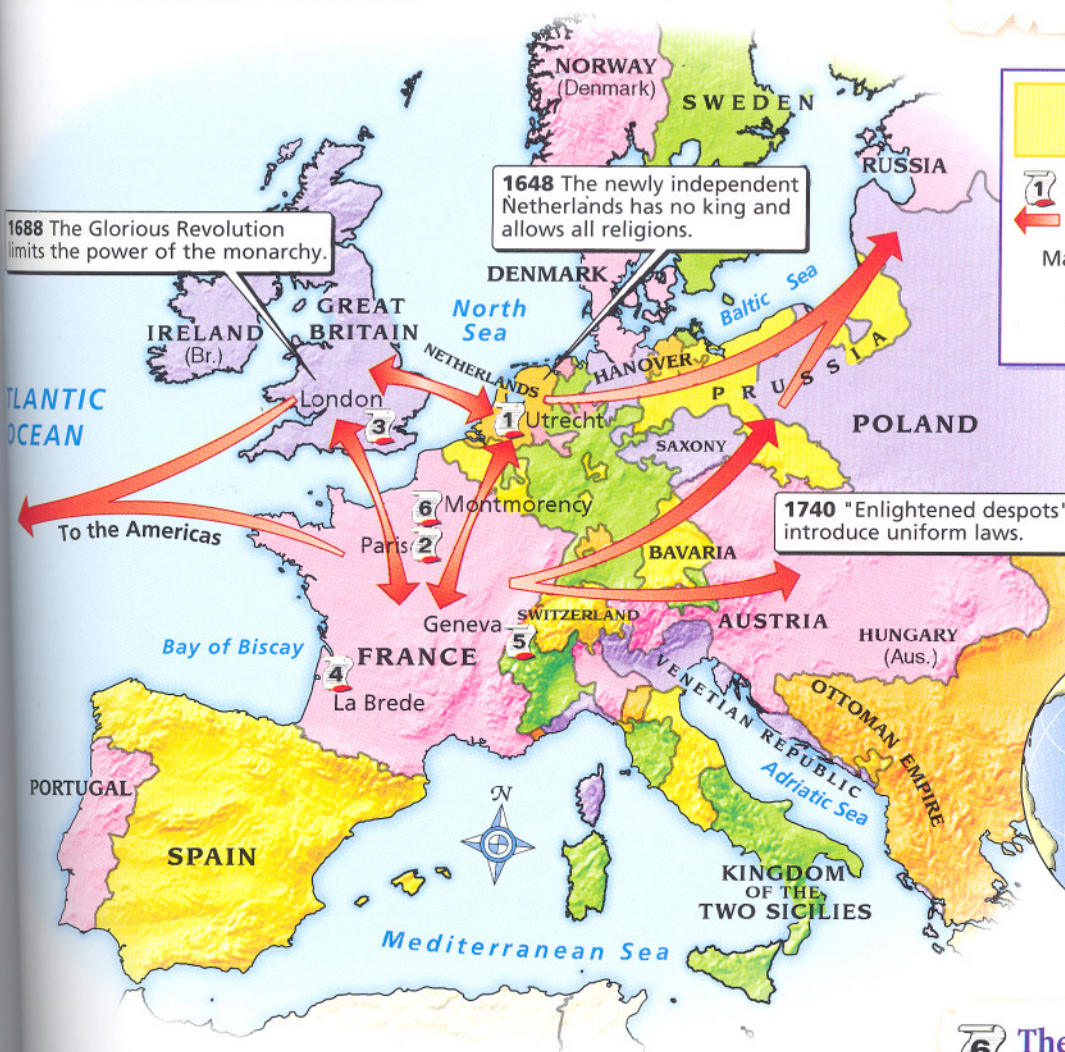 NORWAY
(Denmark)
SWEDEN
RUSSIA
1
Ma
1648 The newly independent
Netherlands has no king and
allows all religions.
1688 The Glorious Revolution
limits the power of the monarchy.
DENMARK
North
Sea
Baltic Sea
GREAT
BRITAIN
IRELAND
(Br.)
NETHERLANDS
HANOVER
PRUSSIA
TLANTIC
OCEAN
London
3
1
Utrecht
SAXONY
POLAND
6
Montmorency
To the Americas
Paris
2
1740 "Enlightened despots"
introduce uniform laws.
BAVARIA
Geneva
5
SWITZERLAND
AUSTRIA
HUNGARY
(Aus.)
Bay of Biscay
FRANCE
4
La Brede
VENETIAN REPUBLIC
OTTOMAN EMPIRE
Adriatic Sea
PORTUGAL
N
SPAIN
KINGDOM
OF THE
TWO SICILIES
Mediterranean Sea
6
The